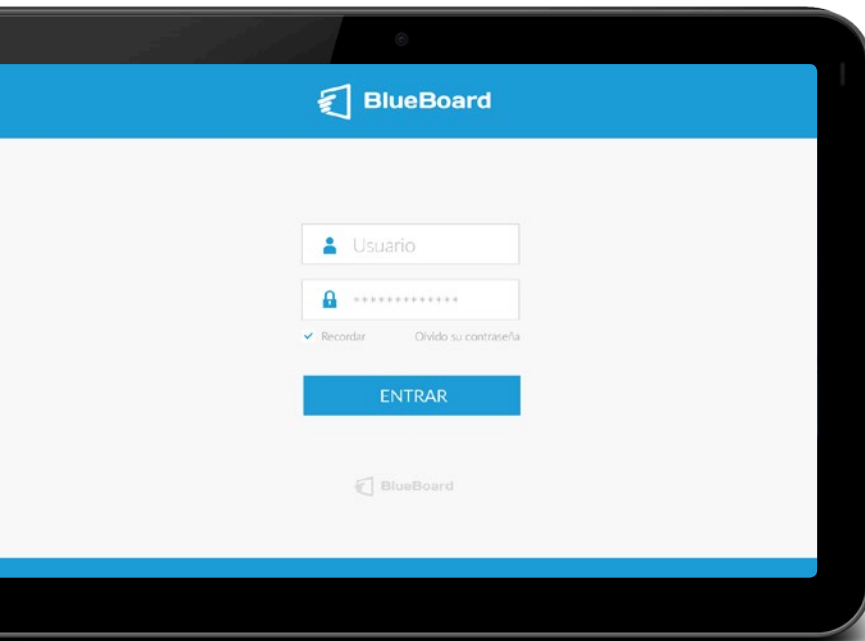 BlueBoard
Usuario
*************
Recordar Olvido su contraseña
ENTRAR
BlueBoard